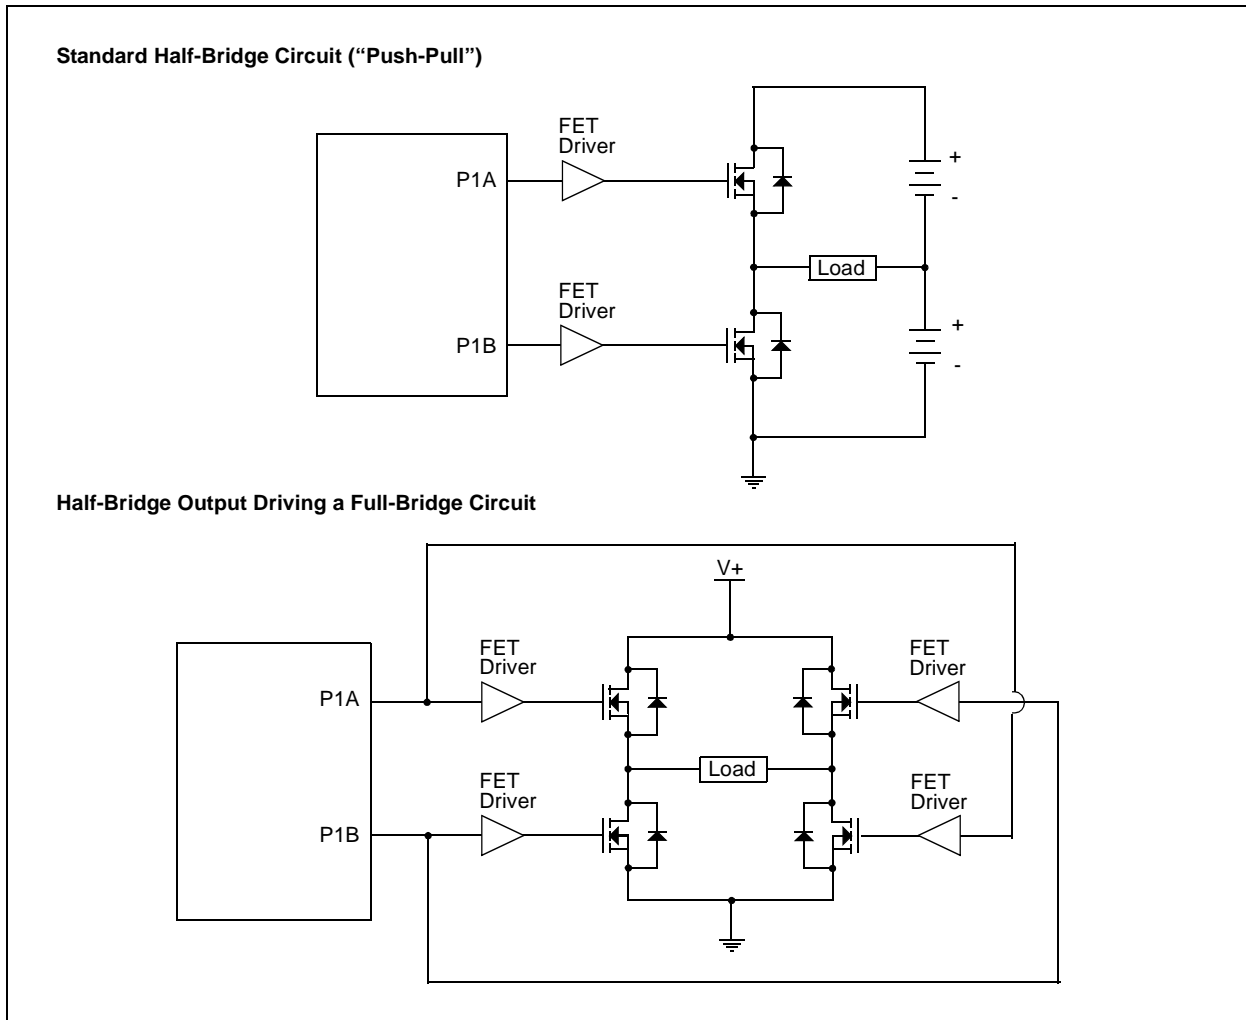 Standard Half-Bridge Circuit (“Push-Pull”)
FET
Driver
P1A
+
-
Load
FET
Driver
P1B
+
-
Half-Bridge Output Driving a Full-Bridge Circuit
V+
FET
Driver
FET
Driver
P1A
Load
FET
Driver
FET
Driver
P1B